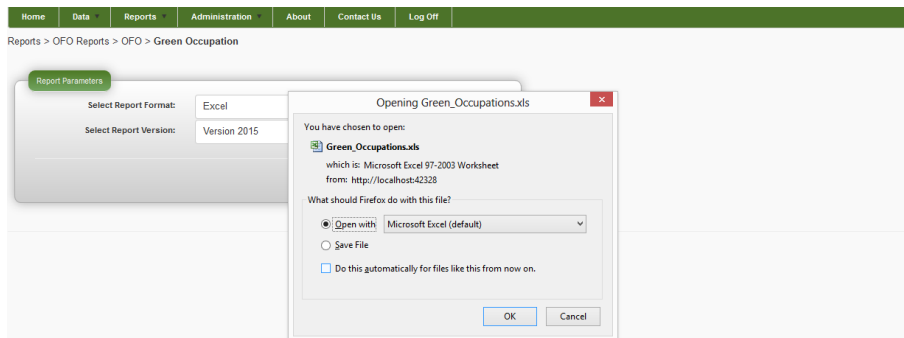 Home Data Reports Administration About Contact Us Log Off
Reports > OFO Reports > OFO > Green Occupation
Report Parameters
Select Report Format: Excel
Select Report Version: Version 2015
Opening Green_Occupations.xls
You have chosen to open:
Green_Occupations.xls
which is: Microsoft Excel 97-2003 Worksheet
from: http://localhost:42328
What should Firefox do with this file?
Open with Microsoft Excel (default)
Save File
Do this automatically for files like this from now on.
OK Cancel